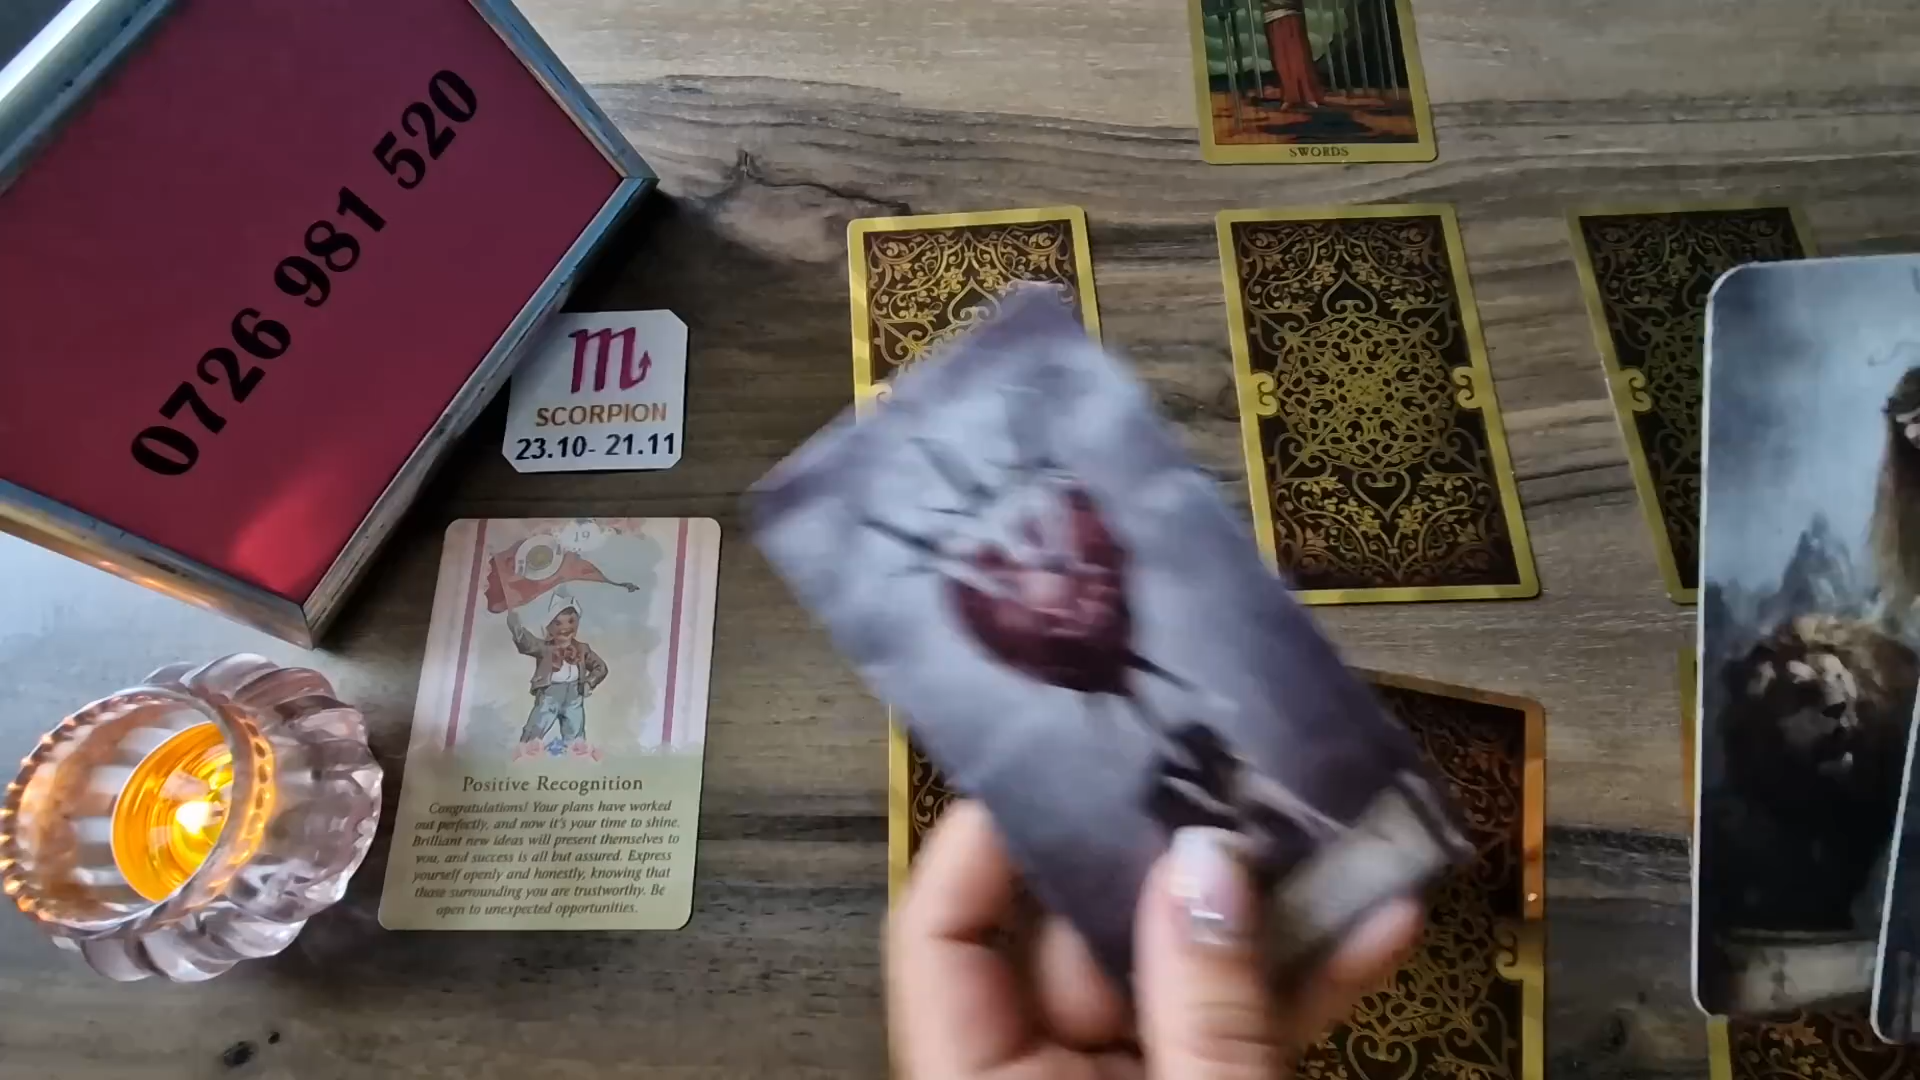 0726 981 520
SWORDS
SCORPION
23.10- 21.11
19
Positive Recognition
Congratulations! Your plans have worked
out perfectly, and now it's your time to shine.
Brilliant new ideas will present themselves to
you, and success is all but assured. Express
yourself openly and honestly, knowing that
those surrounding you are trustworthy. Be
open to unexpected opportunities.